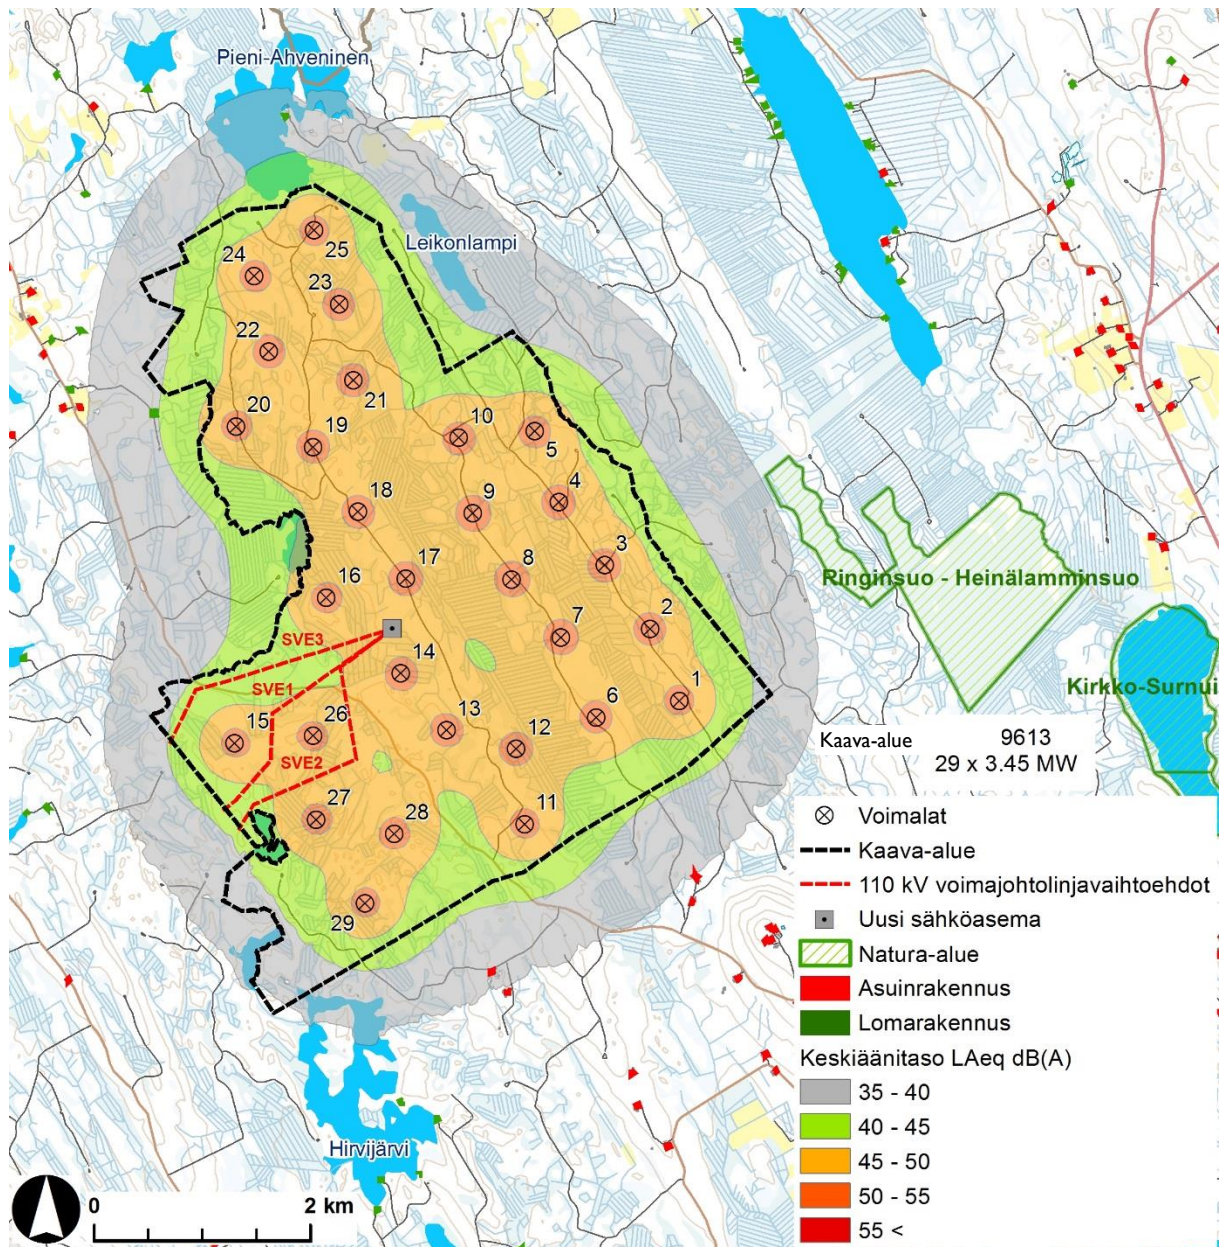 Pieni-Ahveninen
Leikonlampi
25
24
23
22
21
20
19
10
5
18
9
4
17
8
3
16
7
2
SVE3
14
SVE1
1
15
26
13
12
6
SVE2
27
28
11
29
Ringinsuo - Heinälamminsuo
Kirkko-Surnui
Hirvijärvi
0 2 km
Kaava-alue 9613
29 x 3.45 MW
Voimalat
Kaava-alue
110 kV voimajohtolinjavaihtoehdot
Uusi sähköasema
Natura-alue
Asuinrakennus
Lomarakennus
Keskiäänitaso LAeq dB(A)
35 - 40
40 - 45
45 - 50
50 - 55
55 <